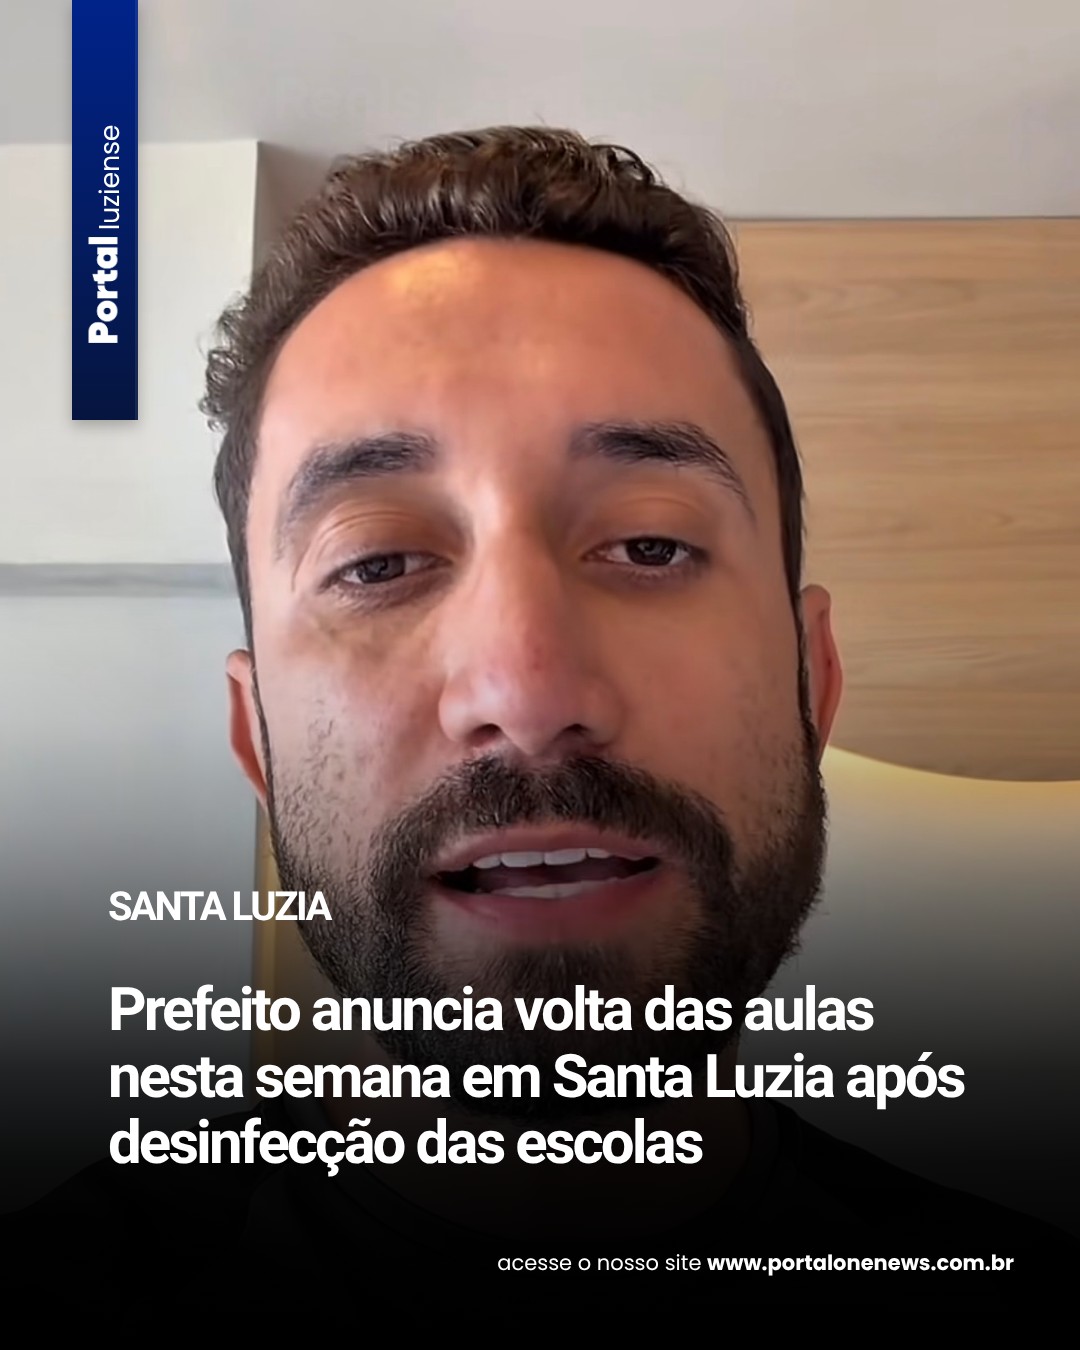 Portal luziense
SANTA LUZIA
Prefeito anuncia volta das aulas
nesta semana em Santa Luzia após
desinfecção das escolas
acesse o nosso site www.portalonenews.com.br